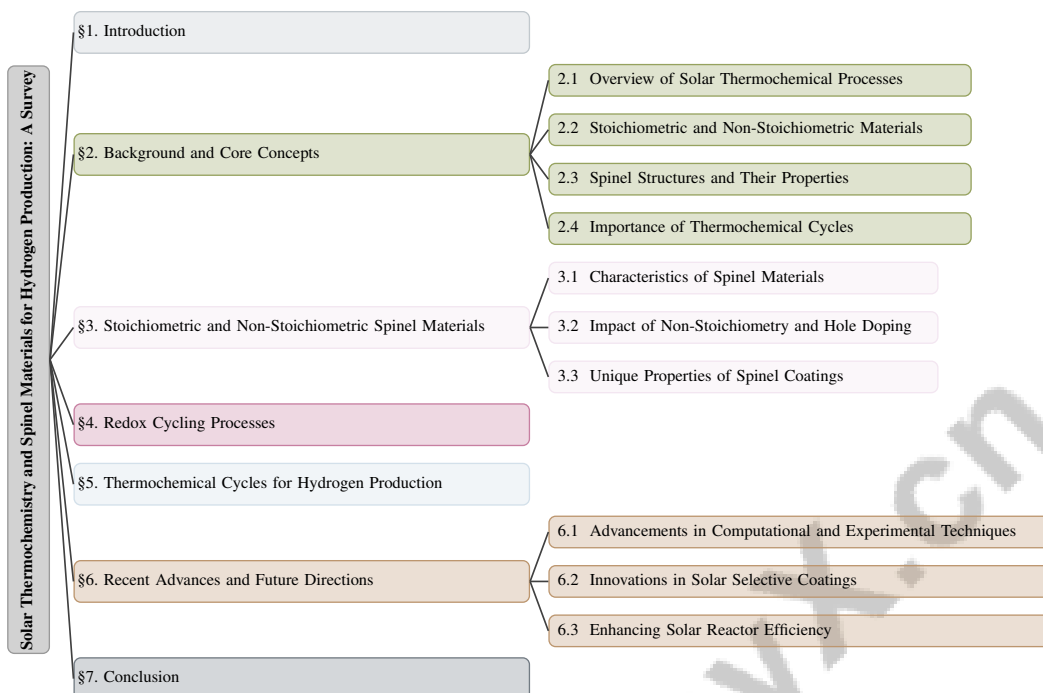 Solar Thermochemistry and Spinel Materials for Hydrogen Production: A Survey
§1. Introduction
§2. Background and Core Concepts
2.1 Overview of Solar Thermochemical Processes
2.2 Stoichiometric and Non-Stoichiometric Materials
2.3 Spinel Structures and Their Properties
2.4 Importance of Thermochemical Cycles
§3. Stoichiometric and Non-Stoichiometric Spinel Materials
3.1 Characteristics of Spinel Materials
3.2 Impact of Non-Stoichiometry and Hole Doping
3.3 Unique Properties of Spinel Coatings
§4. Redox Cycling Processes
§5. Thermochemical Cycles for Hydrogen Production
§6. Recent Advances and Future Directions
6.1 Advancements in Computational and Experimental Techniques
6.2 Innovations in Solar Selective Coatings
6.3 Enhancing Solar Reactor Efficiency
§7. Conclusion
vX.cn